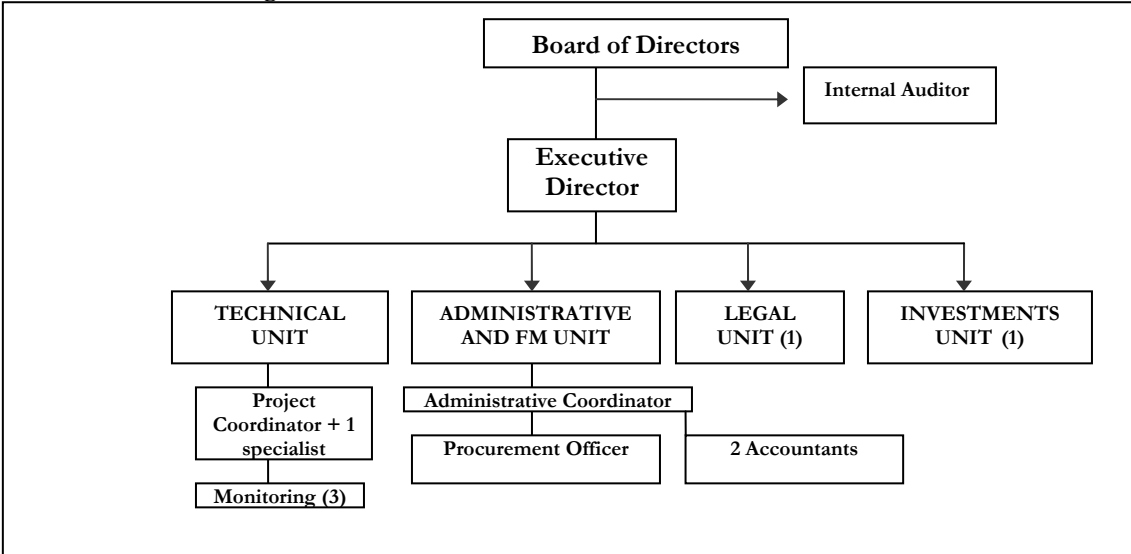 Board of Directors
Internal Auditor
Executive
Director
TECHNICAL
UNIT
ADMINISTRATIVE
AND FM UNIT
LEGAL
UNIT (1)
INVESTMENTS
UNIT (1)
Project
Coordinator + 1
specialist
Administrative Coordinator
Procurement Officer
2 Accountants
Monitoring (3)